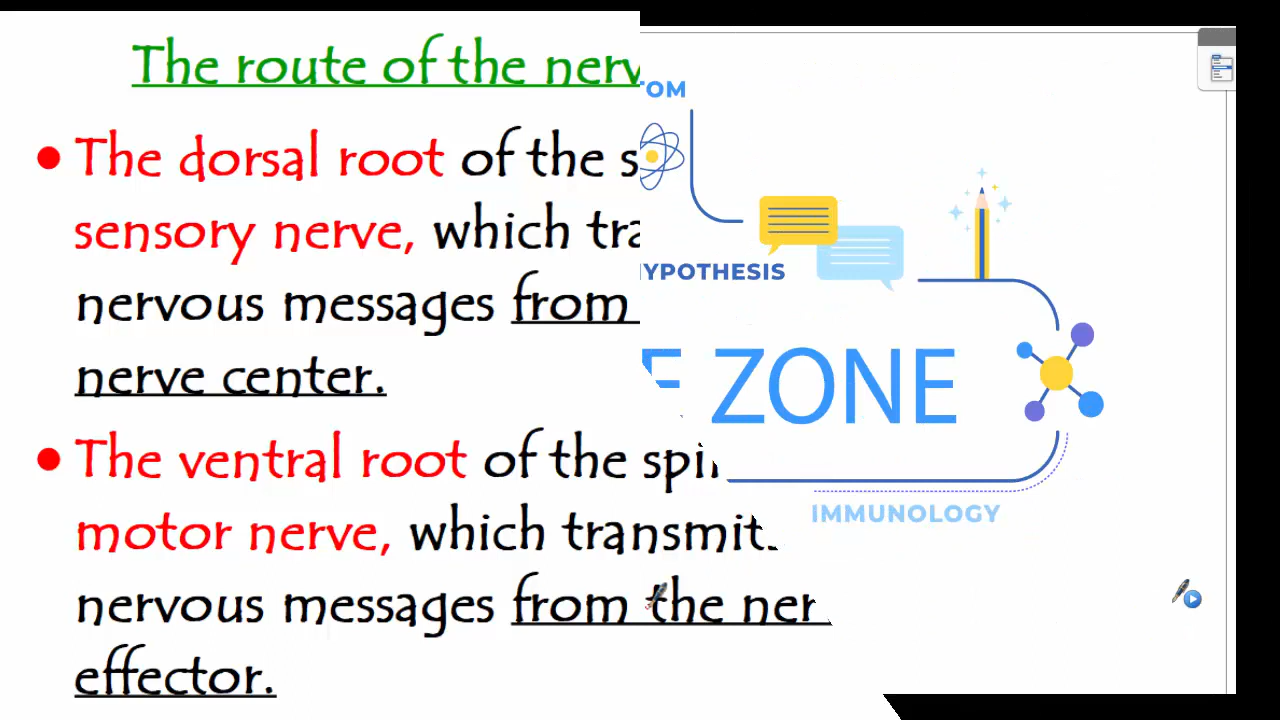 The route of the nerv
• The dorsal root of the s
sensory nerve, which tra
nervous messages from
nerve center.
• The ventral root of the spi
motor nerve, which transmit
nervous messages from the ner
effector.
TOM
HYPOTHESIS
E ZONE
IMMUNOLOGY